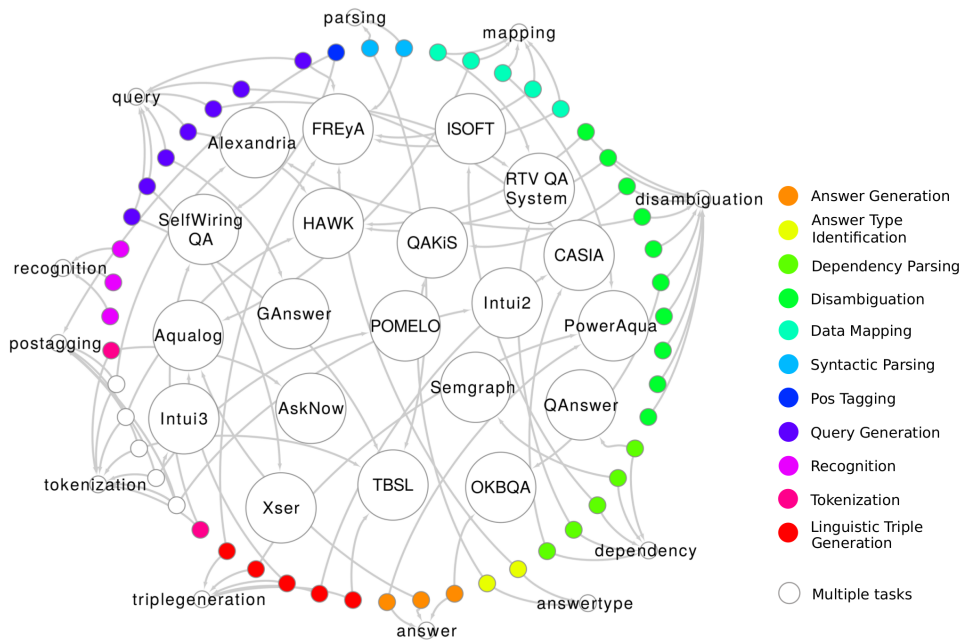 parsing
mapping
query
Alexandria
FREyA
ISOFT
RTV QA
System
disambiguation
SelfWiring
QA
HAWK
QAKiS
CASIA
recognition
GAnswer
Intui2
postagging
Aqualog
POMELO
PowerAqua
Semgraph
Intui3
AskNow
QAnswer
tokenization
Xser
TBSL
OKBQA
dependency
triplegeneration
answertype
answer
Answer Generation
Answer Type
Identification
Dependency Parsing
Disambiguation
Data Mapping
Syntactic Parsing
Pos Tagging
Query Generation
Recognition
Tokenization
Linguistic Triple
Generation
Multiple tasks